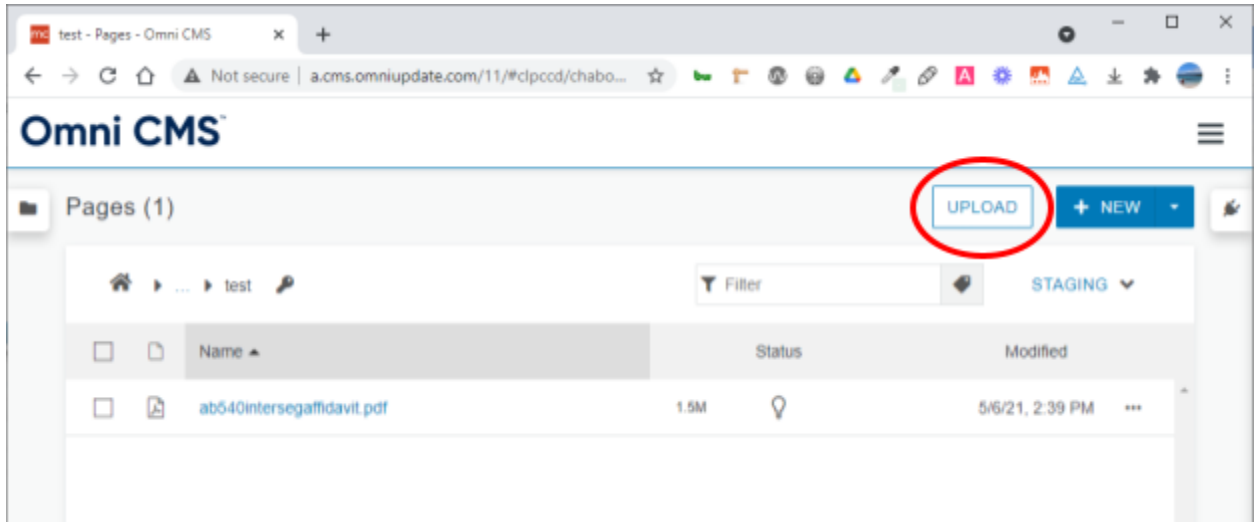 mc test - Pages - Omni CMS
Not secure | a.cms.omniupdate.com/11/#clpccd/chabo...
Omni CMS
Pages (1)
UPLOAD
+ NEW
... test
Filter
STAGING
Name
Status
Modified
ab540intersegaffidavit.pdf
1.5M
5/6/21, 2:39 PM